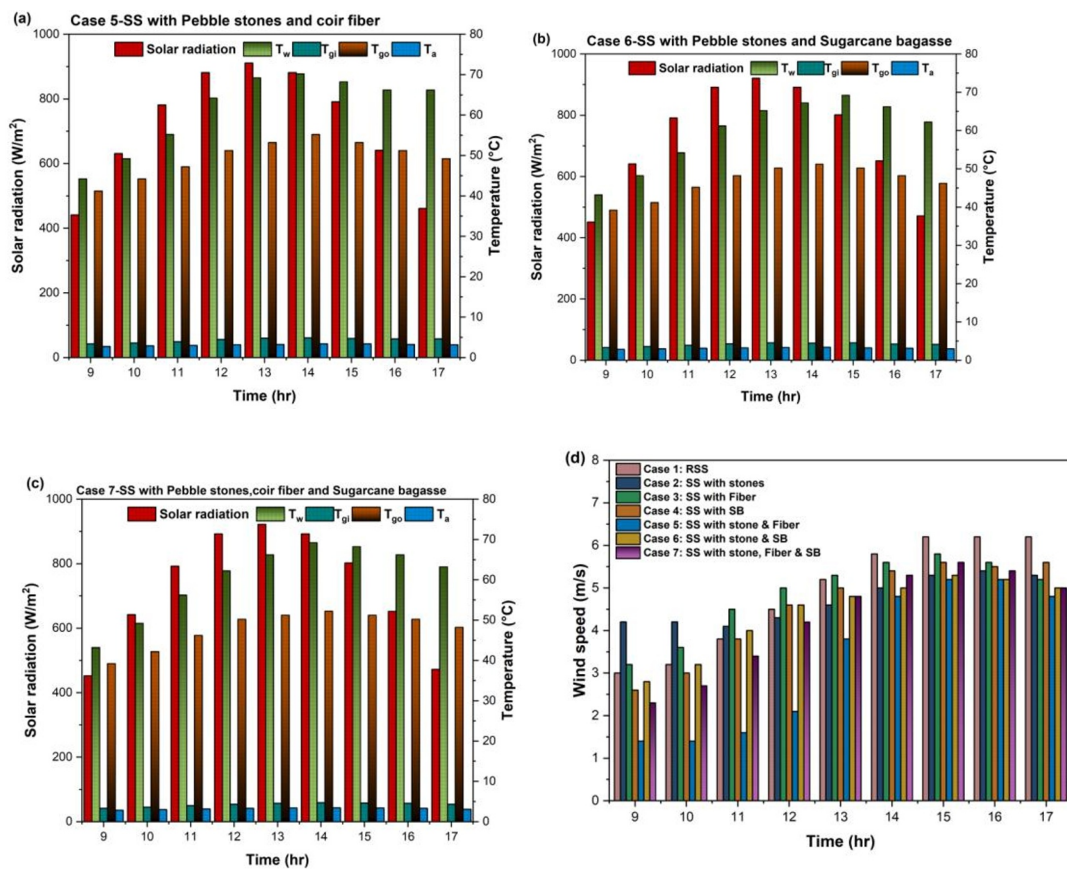 (a)
Case 5-SS with Pebble stones and coir fiber
Solar radiation Tw Tgi Tgo Ta
Solar radiation (W/m²)
1000
800
600
400
200
0
Temperature (°C)
80
70
60
50
40
30
20
10
0
9 10 11 12 13 14 15 16 17
Time (hr)
(b)
Case 6-SS with Pebble stones and Sugarcane bagasse
Solar radiation Tw Tgi Tgo Ta
Solar radiation (W/m²)
1000
800
600
400
200
0
Temperature (°C)
80
70
60
50
40
30
20
10
0
9 10 11 12 13 14 15 16 17
Time (hr)
(c)
Case 7-SS with Pebble stones,coir fiber and Sugarcane bagasse
Solar radiation Tw Tgi Tgo Ta
Solar radiation (W/m²)
1000
800
600
400
200
0
Temperature (°C)
80
70
60
50
40
30
20
10
0
9 10 11 12 13 14 15 16 17
Time (hr)
(d)
Case 1: RSS
Case 2: SS with stones
Case 3: SS with Fiber
Case 4: SS with SB
Case 5: SS with stone & Fiber
Case 6: SS with stone & SB
Case 7: SS with stone, Fiber & SB
Wind speed (m/s)
8
7
6
5
4
3
2
1
0
9 10 11 12 13 14 15 16 17
Time (hr)